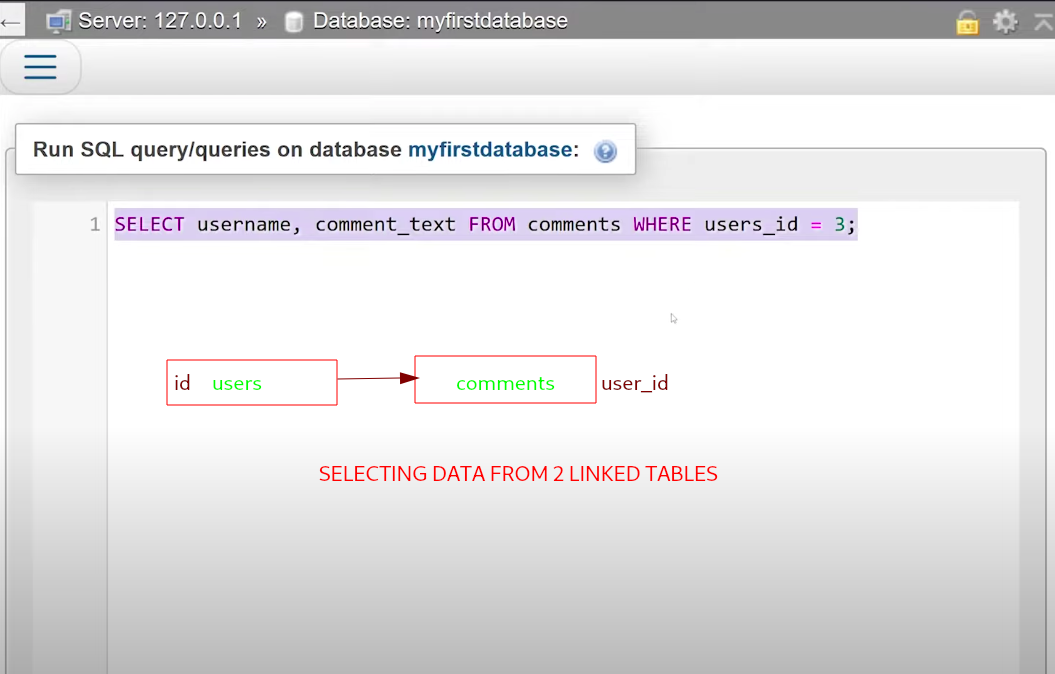 Server: 127.0.0.1 » Database: myfirstdatabase
Run SQL query/queries on database myfirstdatabase:
1 SELECT username, comment_text FROM comments WHERE users_id = 3;
id users comments user_id
SELECTING DATA FROM 2 LINKED TABLES